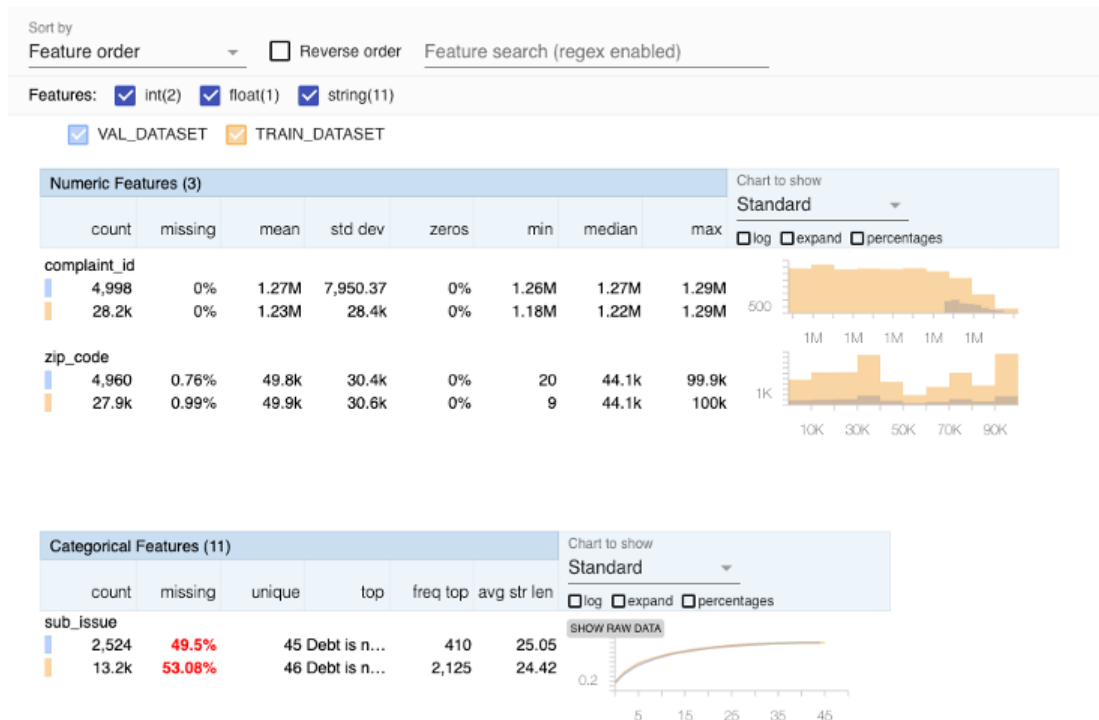 Sort by
Feature order Reverse order Feature search (regex enabled)
Features: int(2) float(1) string(11)
VAL_DATASET TRAIN_DATASET
Numeric Features (3) Chart to show
Standard
count missing mean std dev zeros min median max
log expand percentages
complaint_id
4,998 0% 1.27M 7,950.37 0% 1.26M 1.27M 1.29M
28.2k 0% 1.23M 28.4k 0% 1.18M 1.22M 1.29M
500
1M 1M 1M 1M 1M
zip_code
4,960 0.76% 49.8k 30.4k 0% 20 44.1k 99.9k
27.9k 0.99% 49.9k 30.6k 0% 9 44.1k 100k
1K
10K 30K 50K 70K 90K
Categorical Features (11) Chart to show
Standard
count missing unique top freq top avg str len
log expand percentages
sub_issue
SHOW RAW DATA
2,524 49.5% 45 Debt is n... 410 25.05
13.2k 53.08% 46 Debt is n... 2,125 24.42
0.2
5 15 25 35 45